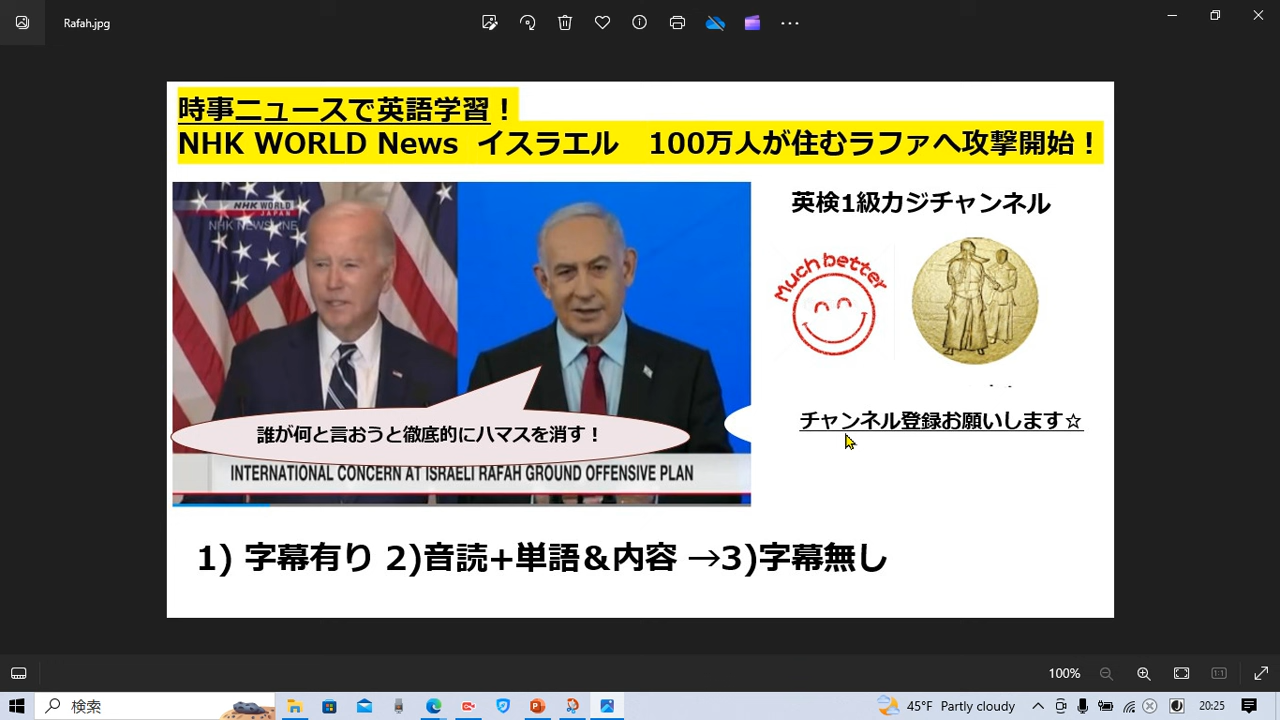 Rafah.jpg
時事ニュースで英語学習！
NHK WORLD News イスラエル　100万人が住むラファへ攻撃開始！
NHK WORLD
JAPAN
NHK NEWSLINE
英検1級カジチャンネル
Much better
チャンネル登録お願いします☆
誰が何と言おうと徹底的にハマスを消す！
INTERNATIONAL CONCERN AT ISRAELI RAFAH GROUND OFFENSIVE PLAN
1) 字幕有り 2)音読+単語＆内容 →3)字幕無し
100%
1:1
検索
45°F Partly cloudy
20:25